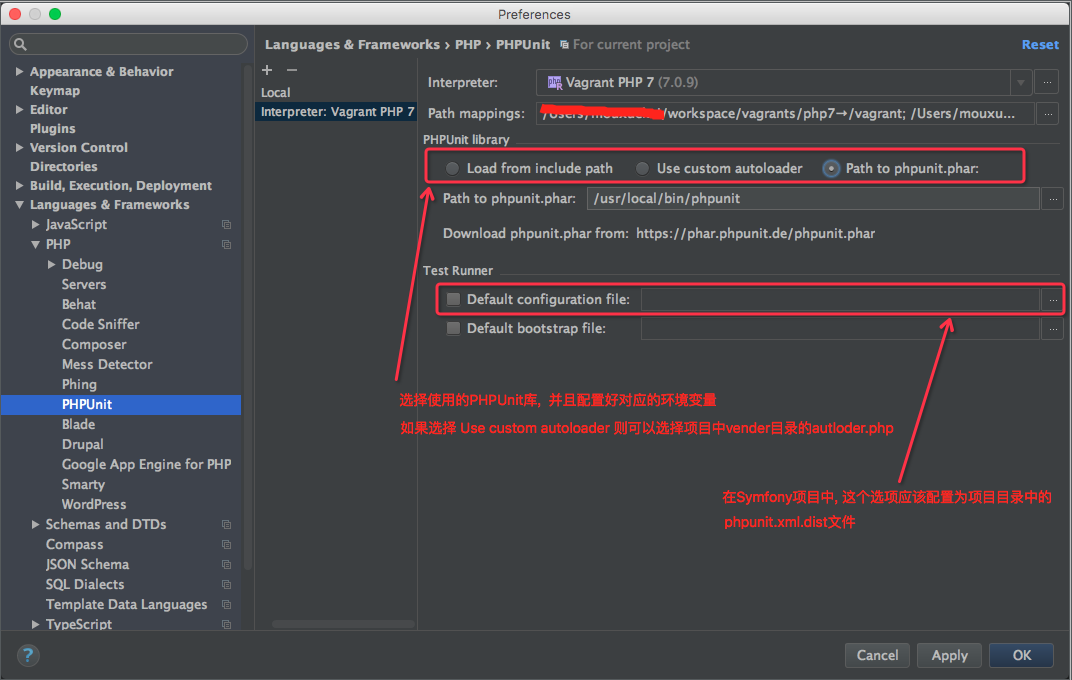 Preferences
Languages & Frameworks › PHP › PHPUnit For current project Reset
Appearance & Behavior
Keymap
Editor
Plugins
Version Control
Directories
Build, Execution, Deployment
Languages & Frameworks
JavaScript
PHP
Debug
Servers
Behat
Code Sniffer
Composer
Mess Detector
Phing
PHPUnit
Blade
Drupal
Google App Engine for PHP
Smarty
WordPress
Schemas and DTDs
Compass
JSON Schema
SQL Dialects
Template Data Languages
TypeScript
Local
Interpreter: Vagrant PHP 7
Interpreter: Vagrant PHP 7 (7.0.9) ...
Path mappings: /workspace/vagrants/php7→/vagrant; /Users/mouxu... ...
PHPUnit library
Load from include path Use custom autoloader Path to phpunit.phar:
Path to phpunit.phar: /usr/local/bin/phpunit ...
Download phpunit.phar from: https://phar.phpunit.de/phpunit.phar
Test Runner
Default configuration file: ...
Default bootstrap file: ...
选择使用的PHPUnit库, 并且配置好对应的环境变量
如果选择 Use custom autoloader 则可以选择项目中vender目录的autloder.php
在Symfony项目中, 这个选项应该配置为项目目录中的
phpunit.xml.dist文件
? Cancel Apply OK